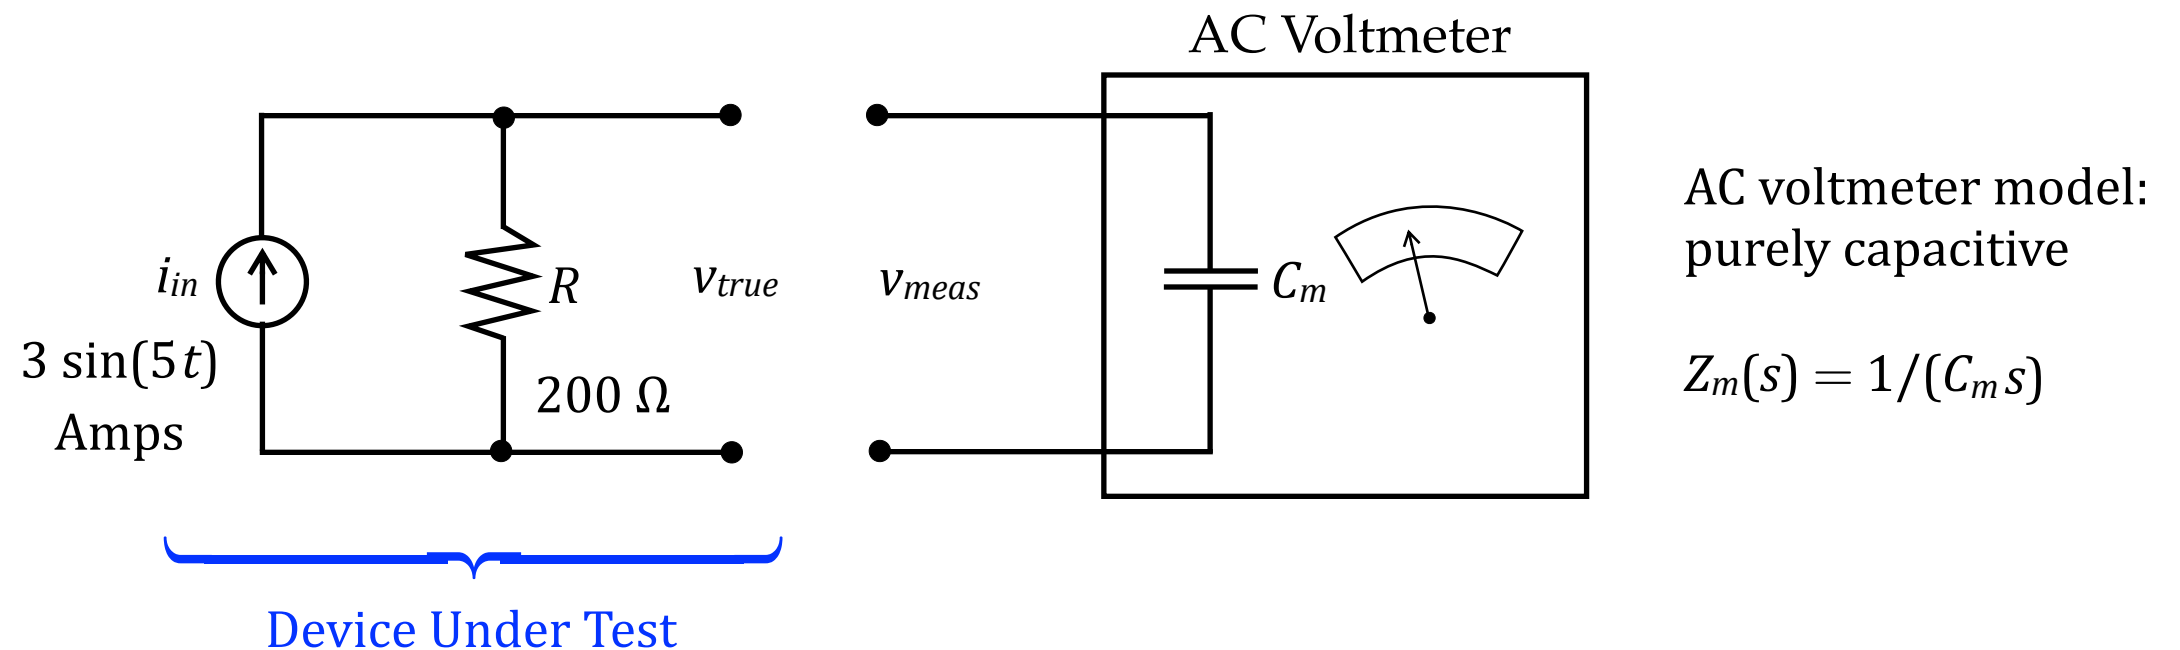 AC Voltmeter
i_in
3 sin(5t)
Amps
R
200 Ω
v_true
v_meas
C_m
AC voltmeter model:
purely capacitive
Z_m(s) = 1/(C_m s)
Device Under Test